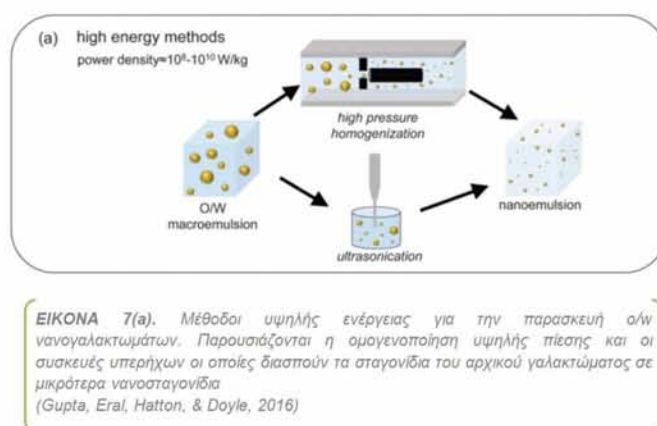 (a) high energy methods
power density≈10⁸-10¹⁰ W/kg
high pressure
homogenization
O/W
macroemulsion
nanoemulsion
ultrasonication
ΕΙΚΟΝΑ 7(a). Μέθοδοι υψηλής ενέργειας για την παρασκευή o/w
νανογαλακτωμάτων. Παρουσιάζονται η ομογενοποίηση υψηλής πίεσης και οι
συσκευές υπερήχων οι οποίες διασπούν τα σταγονίδια του αρχικού γαλακτώματος σε
μικρότερα νανοσταγονίδια
(Gupta, Eral, Hatton, & Doyle, 2016)